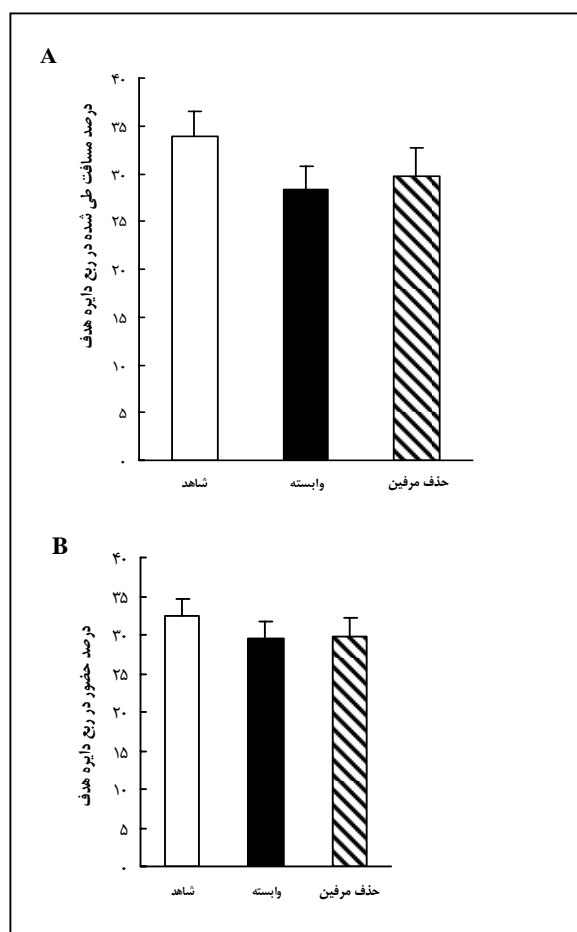 A
درصد مسافت طی شده در ربع دایره هدف
۴۰
۳۵
۳۰
۲۵
۲۰
۱۵
۱۰
۵
۰
شاهد
وابسته
حذف مرفین
B
درصد حضور در ربع دایره هدف
۴۰
۳۵
۳۰
۲۵
۲۰
۱۵
۱۰
۵
۰
شاهد
وابسته
حذف مرفین